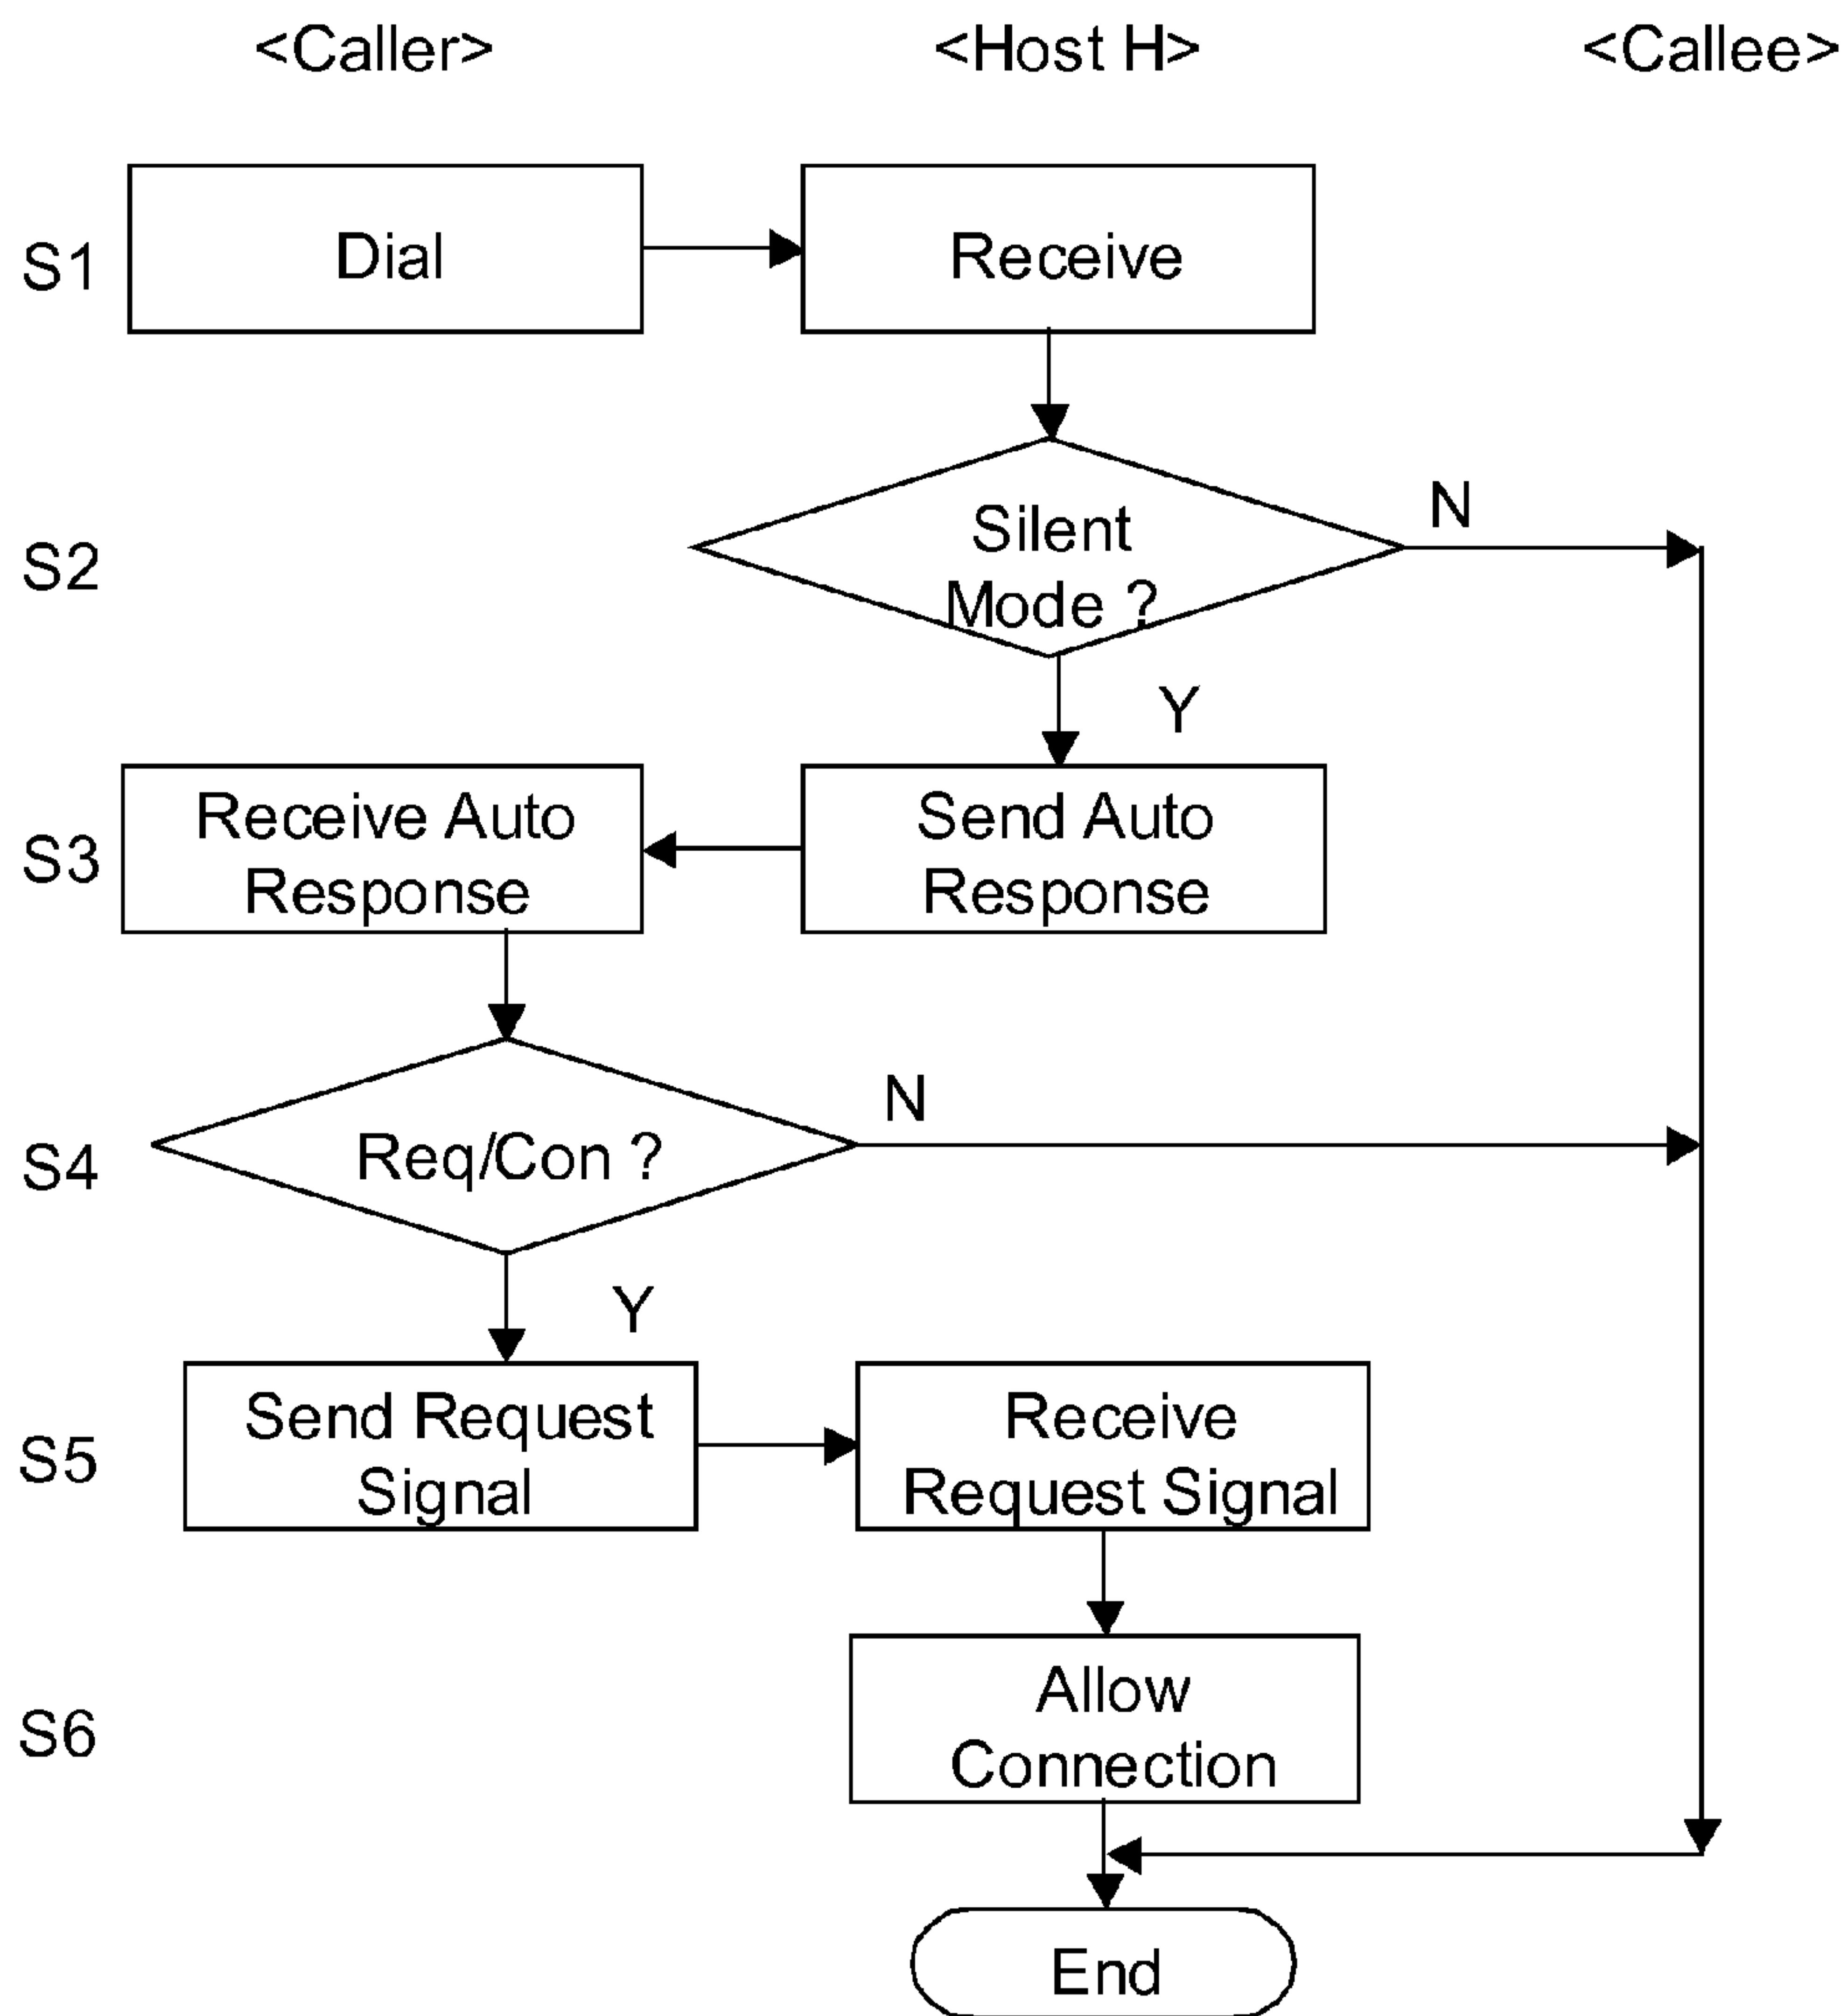 <Caller>
<Host H>
<Callee>
S1
Dial
Receive
S2
Silent
Mode ?
N
Y
S3
Receive Auto
Response
Send Auto
Response
S4
Req/Con ?
N
Y
S5
Send Request
Signal
Receive
Request Signal
S6
Allow
Connection
End